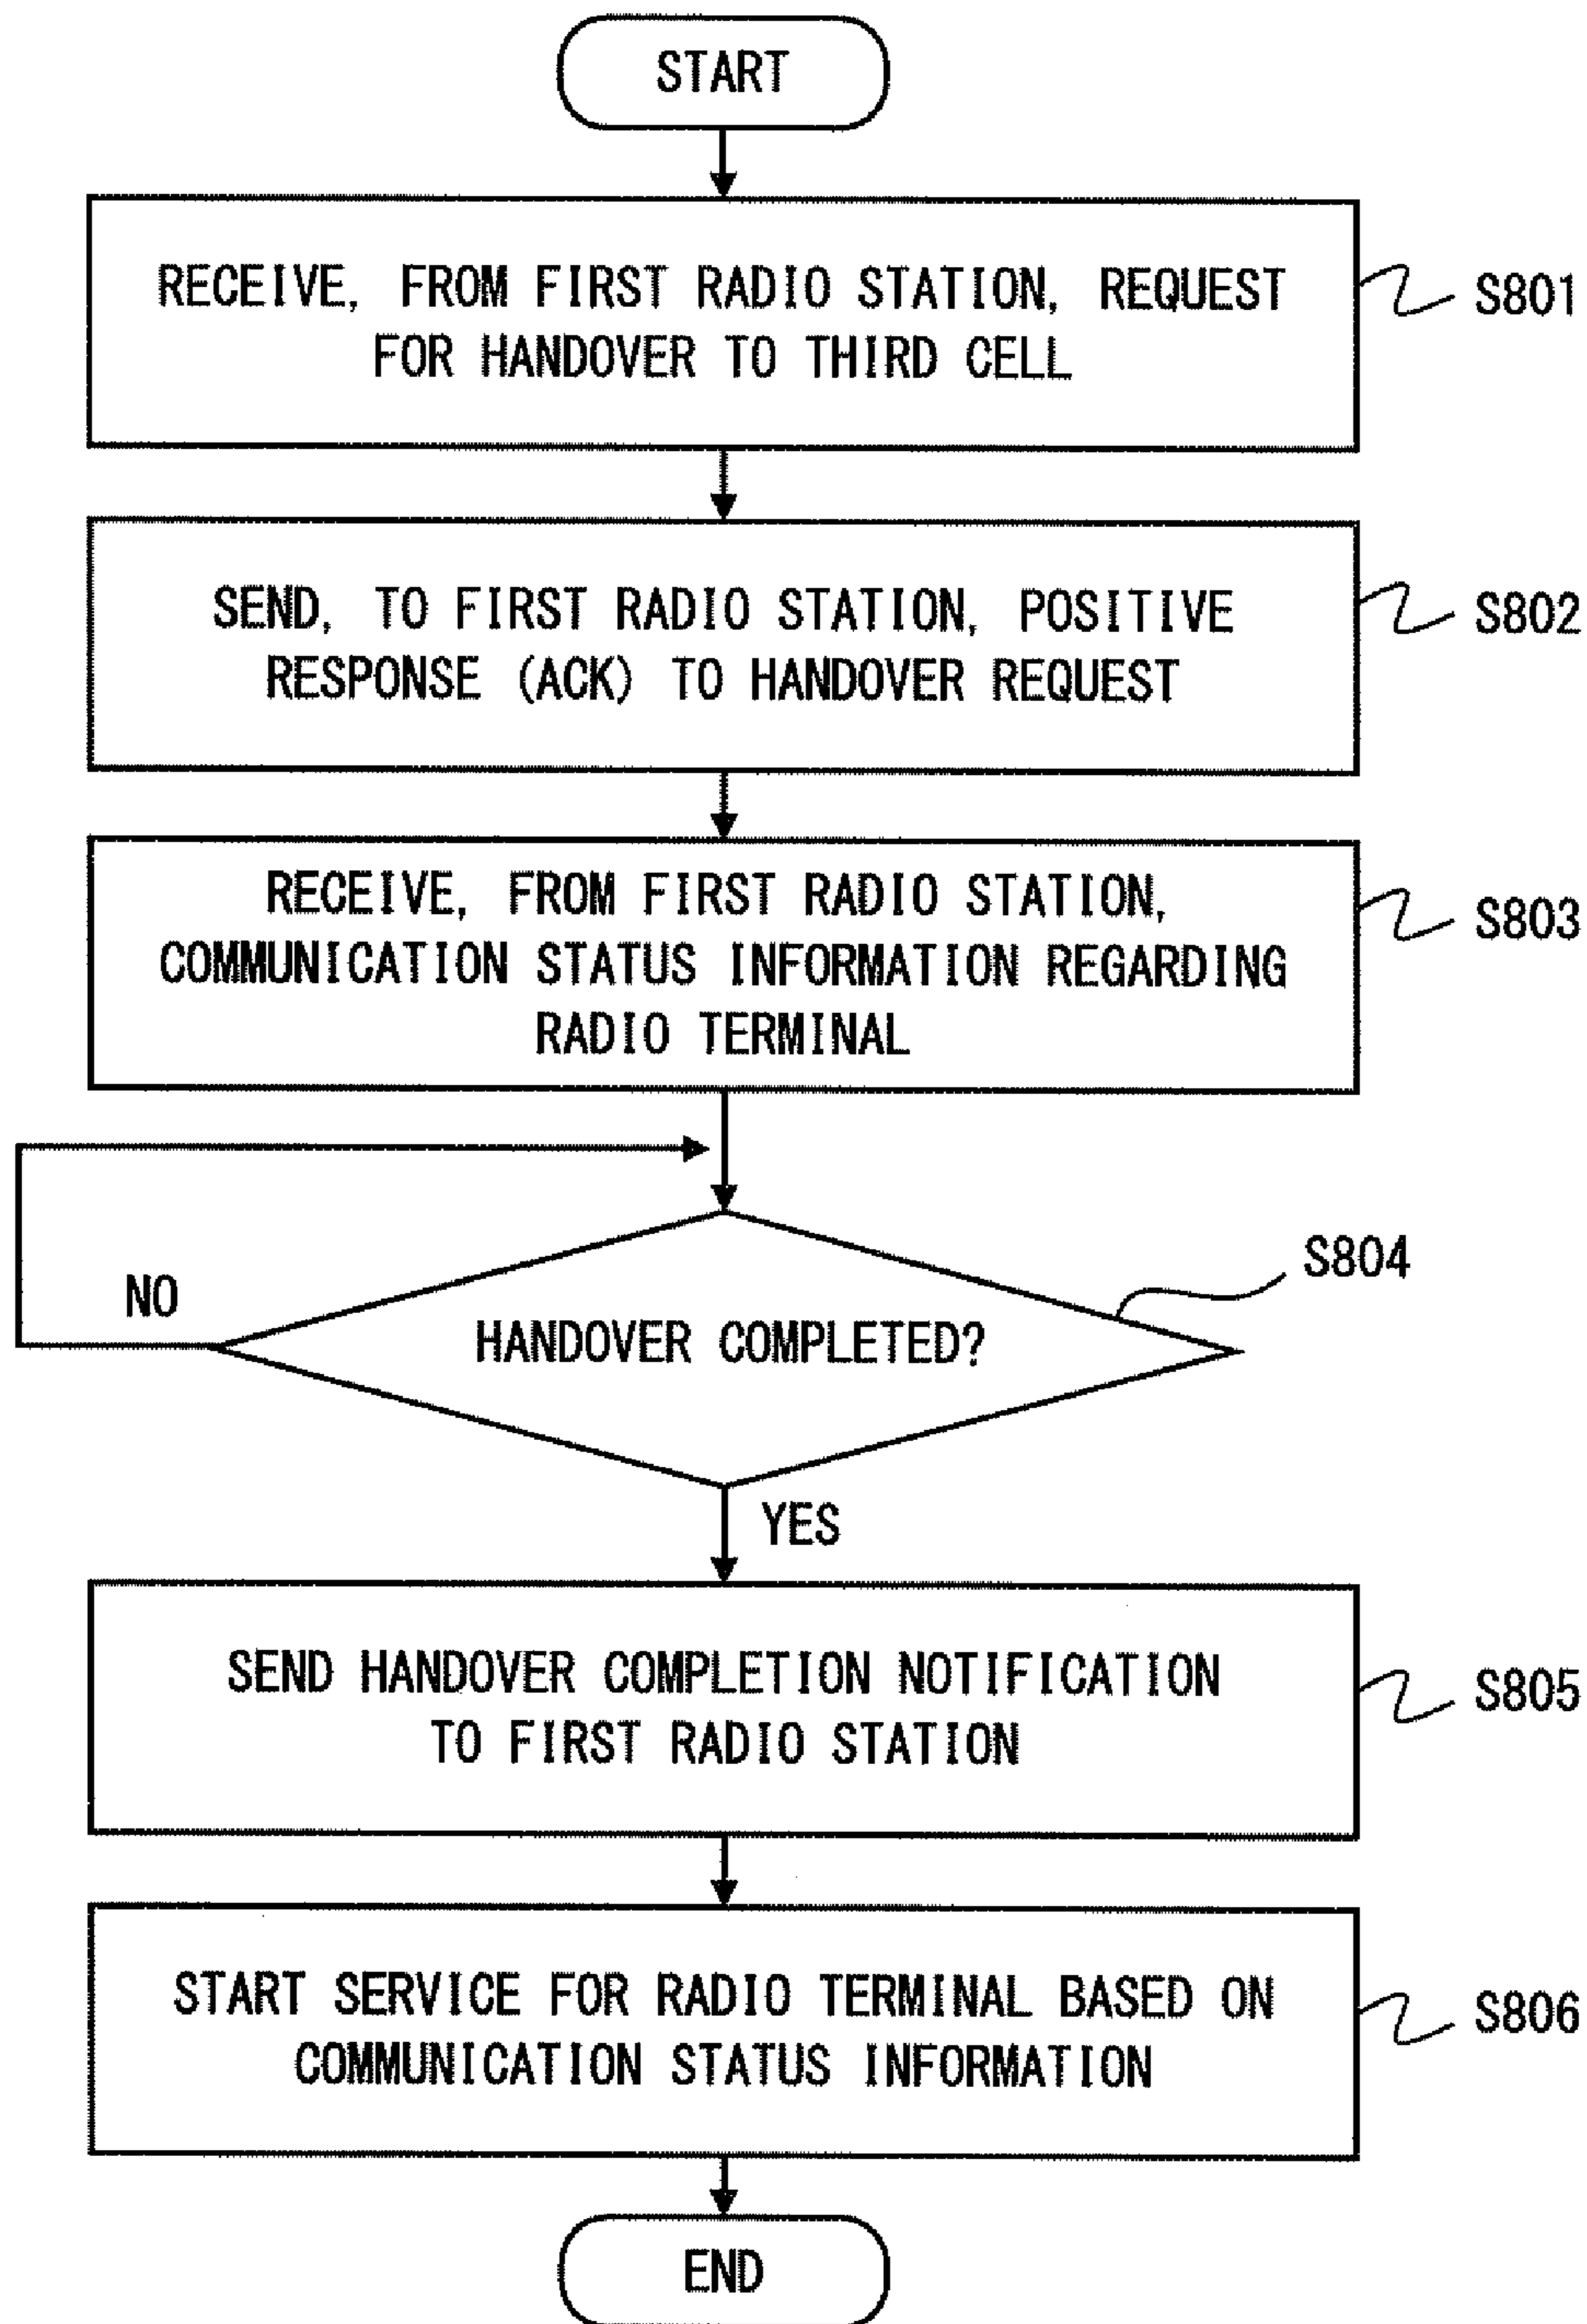 START
RECEIVE, FROM FIRST RADIO STATION, REQUEST
FOR HANDOVER TO THIRD CELL
S801
SEND, TO FIRST RADIO STATION, POSITIVE
RESPONSE (ACK) TO HANDOVER REQUEST
S802
RECEIVE, FROM FIRST RADIO STATION,
COMMUNICATION STATUS INFORMATION REGARDING
RADIO TERMINAL
S803
S804
NO
HANDOVER COMPLETED?
YES
SEND HANDOVER COMPLETION NOTIFICATION
TO FIRST RADIO STATION
S805
START SERVICE FOR RADIO TERMINAL BASED ON
COMMUNICATION STATUS INFORMATION
S806
END